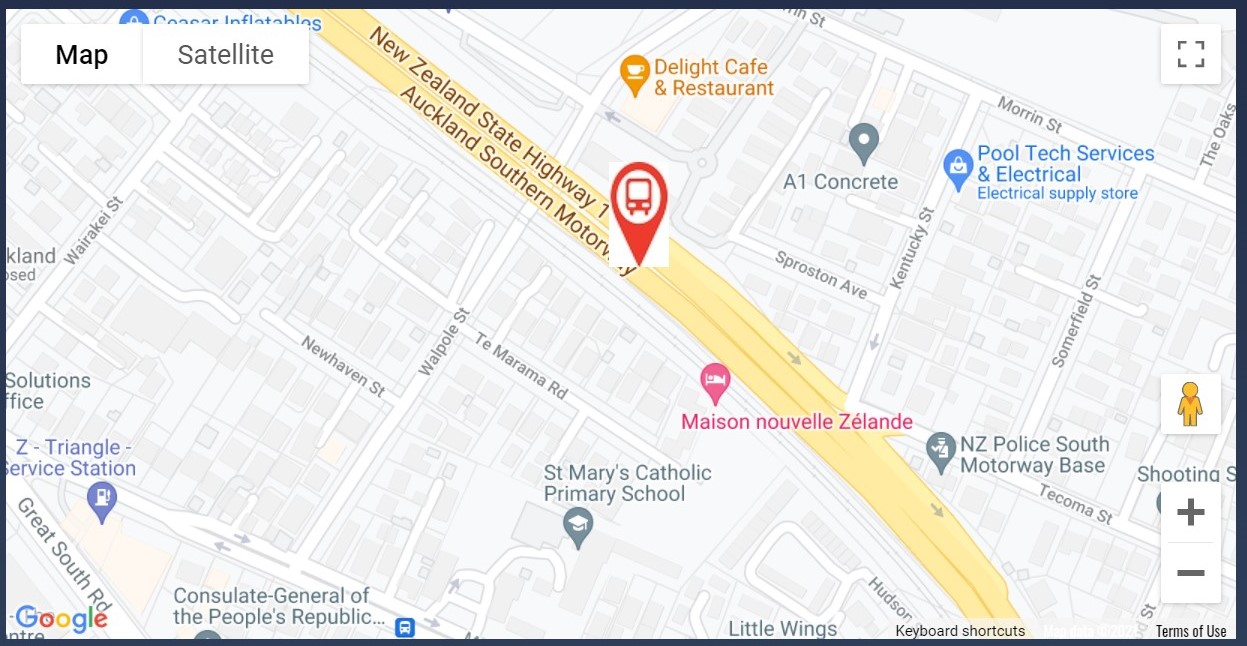 Ceasar Inflatables
Map
Satellite
New Zealand State Highway 1
Auckland Southern Motorway
Delight Cafe
& Restaurant
Morrin St
The Oaks
A1 Concrete
Pool Tech Services
& Electrical
Electrical supply store
Wairakei St
kland
osed
Kentucky St
Sproston Ave
Somerfield St
Walpole St
Newhaven St
Te Marama Rd
Solutions
ffice
Maison nouvelle Zélande
Z - Triangle -
Service Station
NZ Police South
Motorway Base
St Mary's Catholic
Primary School
Shooting S
Tecoma St
Great South Rd
Consulate-General of
the People's Republic...
Hudson
Little Wings
Google
ntre
Keyboard shortcuts
Terms of Use